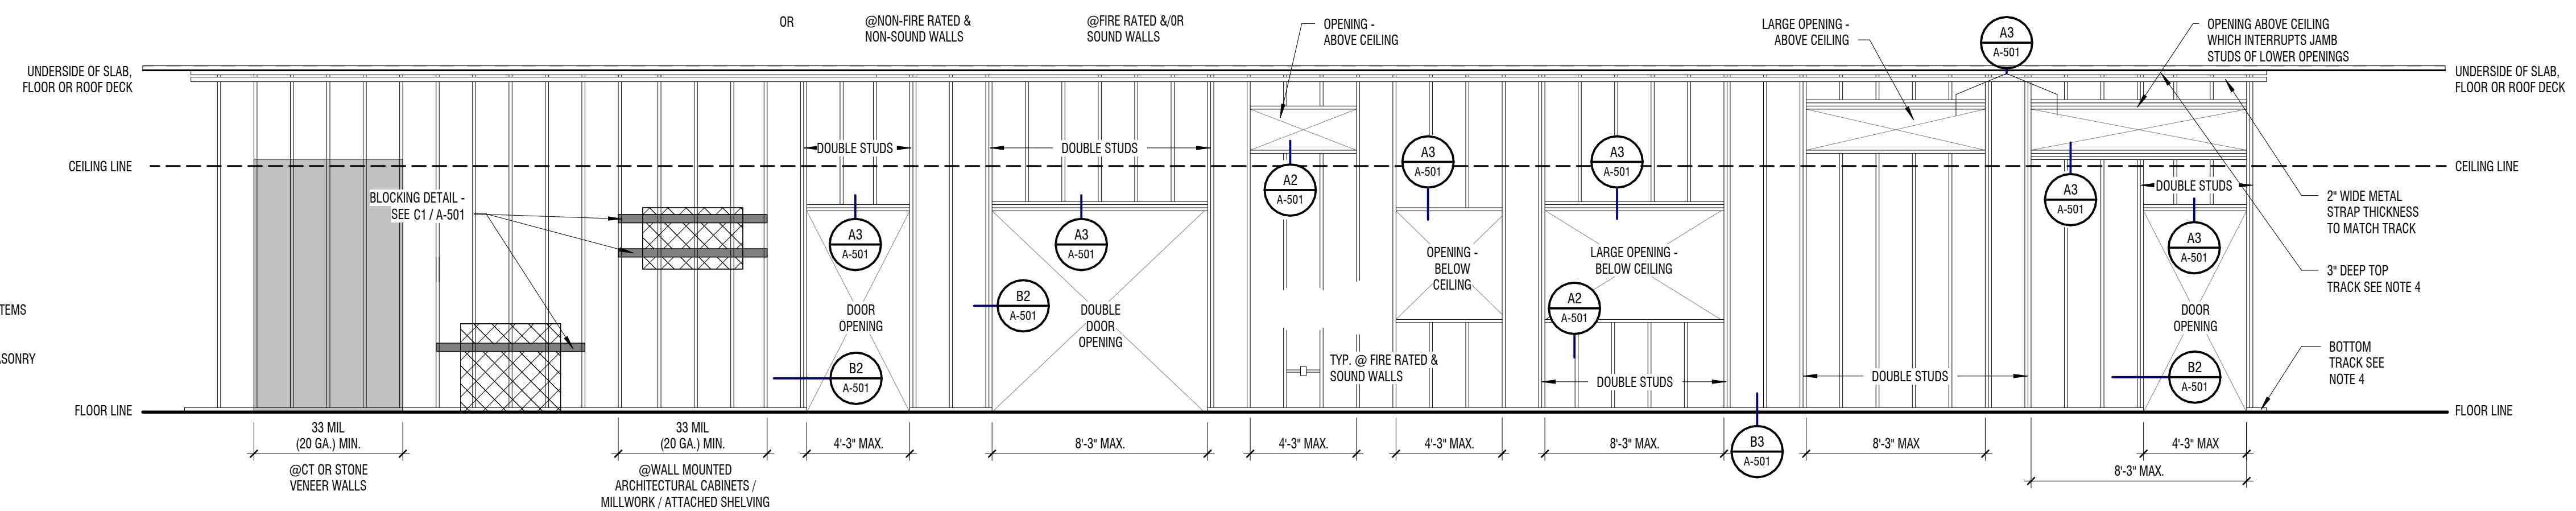 OR
@NON-FIRE RATED &
NON-SOUND WALLS
@FIRE RATED &/OR
SOUND WALLS
OPENING -
ABOVE CEILING
LARGE OPENING -
ABOVE CEILING
A3
A-501
OPENING ABOVE CEILING
WHICH INTERRUPTS JAMB
STUDS OF LOWER OPENINGS
UNDERSIDE OF SLAB,
FLOOR OR ROOF DECK
UNDERSIDE OF SLAB,
FLOOR OR ROOF DECK
DOUBLE STUDS
DOUBLE STUDS
CEILING LINE
CEILING LINE
A3
A-501
A3
A-501
A2
A-501
A3
A-501
DOUBLE STUDS
BLOCKING DETAIL -
SEE C1 / A-501
2" WIDE METAL
STRAP THICKNESS
TO MATCH TRACK
A3
A-501
A3
A-501
A3
A-501
OPENING -
BELOW
CEILING
LARGE OPENING -
BELOW CEILING
3" DEEP TOP
TRACK SEE NOTE 4
B2
A-501
A2
A-501
TEMS
DOOR
OPENING
DOUBLE
DOOR
OPENING
DOOR
OPENING
ASONRY
TYP. @ FIRE RATED &
SOUND WALLS
BOTTOM
TRACK SEE
NOTE 4
B2
A-501
DOUBLE STUDS
DOUBLE STUDS
B2
A-501
FLOOR LINE
FLOOR LINE
33 MIL
(20 GA.) MIN.
33 MIL
(20 GA.) MIN.
4'-3" MAX.
8'-3" MAX.
4'-3" MAX.
4'-3" MAX.
8'-3" MAX.
B3
A-501
8'-3" MAX
4'-3" MAX
8'-3" MAX.
@CT OR STONE
VENEER WALLS
@WALL MOUNTED
ARCHITECTURAL CABINETS /
MILLWORK / ATTACHED SHELVING